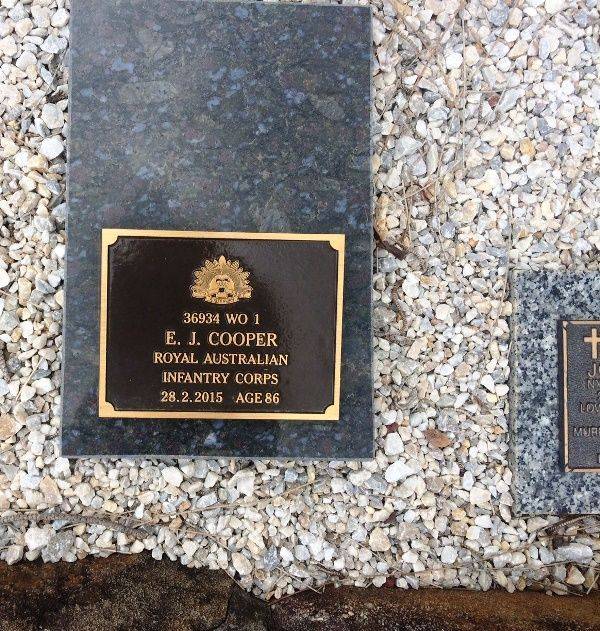 36934 WO 1
E. J. COOPER
ROYAL AUSTRALIAN
INFANTRY CORPS
28.2.2015 AGE 86